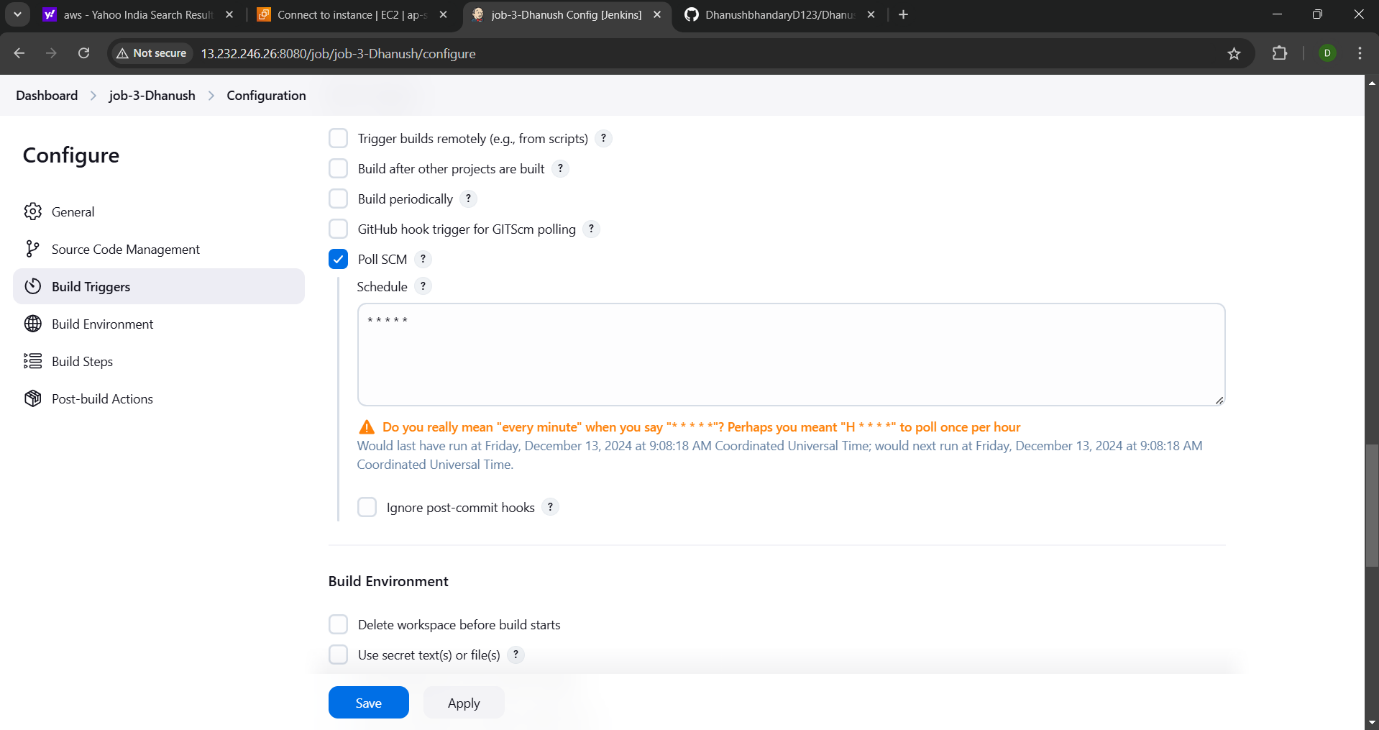 aws - Yahoo India Search Result
Connect to instance | EC2 | ap-s
job-3-Dhanush Config [Jenkins]
DhanushbhandaryD123/Dhanus
Not secure
13.232.246.26:8080/job/job-3-Dhanush/configure
D
Dashboard > job-3-Dhanush > Configuration
Configure
General
Source Code Management
Build Triggers
Build Environment
Build Steps
Post-build Actions
Trigger builds remotely (e.g., from scripts) ?
Build after other projects are built ?
Build periodically ?
GitHub hook trigger for GITScm polling ?
Poll SCM ?
Schedule ?
* * * * *
Do you really mean "every minute" when you say "* * * * *"? Perhaps you meant "H * * * *" to poll once per hour
Would last have run at Friday, December 13, 2024 at 9:08:18 AM Coordinated Universal Time; would next run at Friday, December 13, 2024 at 9:08:18 AM
Coordinated Universal Time.
Ignore post-commit hooks ?
Build Environment
Delete workspace before build starts
Use secret text(s) or file(s) ?
Save
Apply